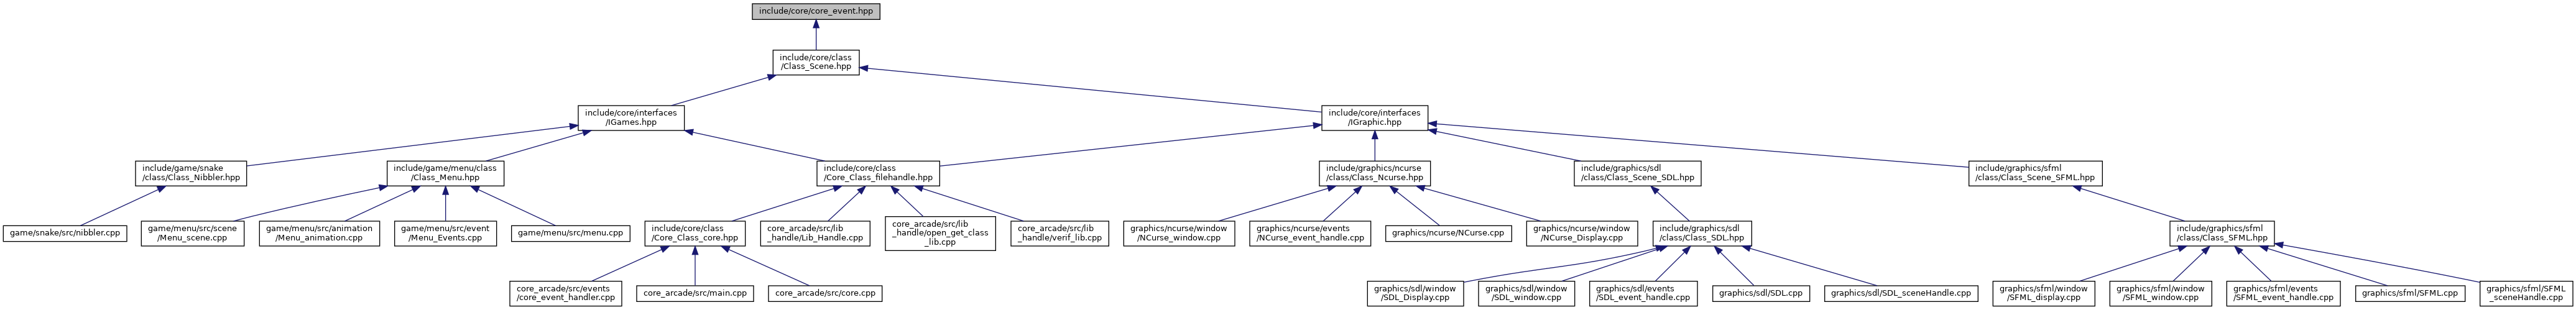 include/core/core_event.hpp
include/core/class
/Class_Scene.hpp
include/core/interfaces
/IGames.hpp
include/core/interfaces
/IGraphic.hpp
include/game/snake
/class/Class_Nibbler.hpp
include/game/menu/class
/Class_Menu.hpp
include/core/class
/Core_Class_filehandle.hpp
include/graphics/ncurse
/class/Class_Ncurse.hpp
include/graphics/sdl
/class/Class_Scene_SDL.hpp
include/graphics/sfml
/class/Class_Scene_SFML.hpp
game/snake/src/nibbler.cpp
game/menu/src/scene
/Menu_scene.cpp
game/menu/src/animation
/Menu_animation.cpp
game/menu/src/event
/Menu_Events.cpp
game/menu/src/menu.cpp
include/core/class
/Core_Class_core.hpp
core_arcade/src/lib
_handle/Lib_Handle.cpp
core_arcade/src/lib
_handle/open_get_class
_lib.cpp
core_arcade/src/lib
_handle/verif_lib.cpp
graphics/ncurse/window
/NCurse_window.cpp
graphics/ncurse/events
/NCurse_event_handle.cpp
graphics/ncurse/NCurse.cpp
graphics/ncurse/window
/NCurse_Display.cpp
include/graphics/sdl
/class/Class_SDL.hpp
include/graphics/sfml
/class/Class_SFML.hpp
core_arcade/src/events
/core_event_handler.cpp
core_arcade/src/main.cpp
core_arcade/src/core.cpp
graphics/sdl/window
/SDL_Display.cpp
graphics/sdl/window
/SDL_window.cpp
graphics/sdl/events
/SDL_event_handle.cpp
graphics/sdl/SDL.cpp
graphics/sdl/SDL_sceneHandle.cpp
graphics/sfml/window
/SFML_display.cpp
graphics/sfml/window
/SFML_window.cpp
graphics/sfml/events
/SFML_event_handle.cpp
graphics/sfml/SFML.cpp
graphics/sfml/SFML
_sceneHandle.cpp